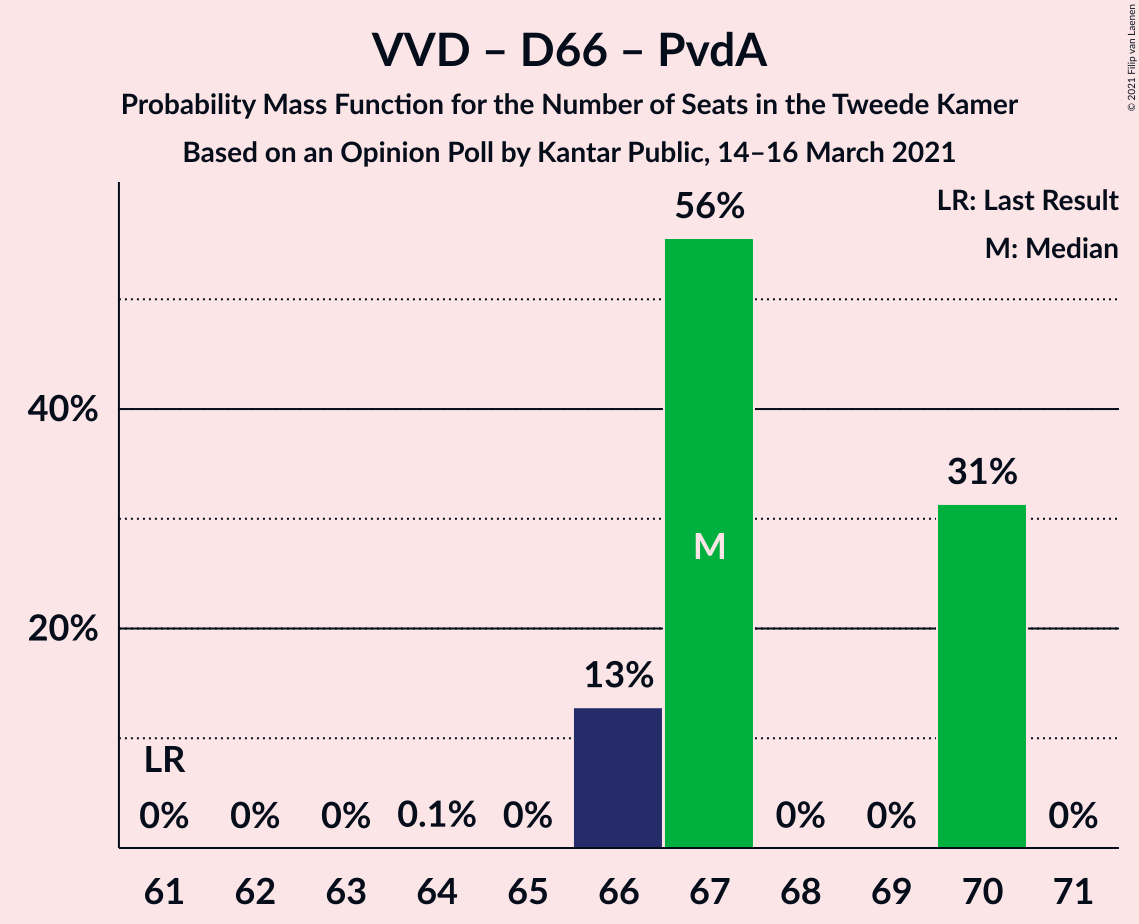 VVD – D66 – PvdA
Probability Mass Function for the Number of Seats in the Tweede Kamer
Based on an Opinion Poll by Kantar Public, 14–16 March 2021
© 2021 Filip van Laenen
LR: Last Result
M: Median
56%
40%
31%
M
20%
13%
LR
0% 0% 0% 0.1% 0% 0% 0% 0%
61 62 63 64 65 66 67 68 69 70 71